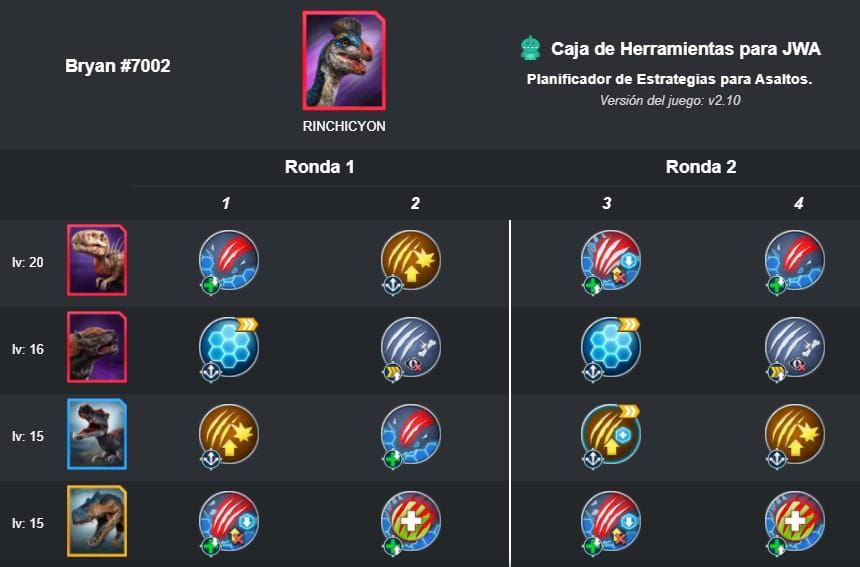 Bryan #7002
RINCHICYON
Caja de Herramientas para JWA
Planificador de Estrategias para Asaltos.
Versión del juego: v2.10
Ronda 1
Ronda 2
1
2
3
4
lv: 20
lv: 16
lv: 15
lv: 15